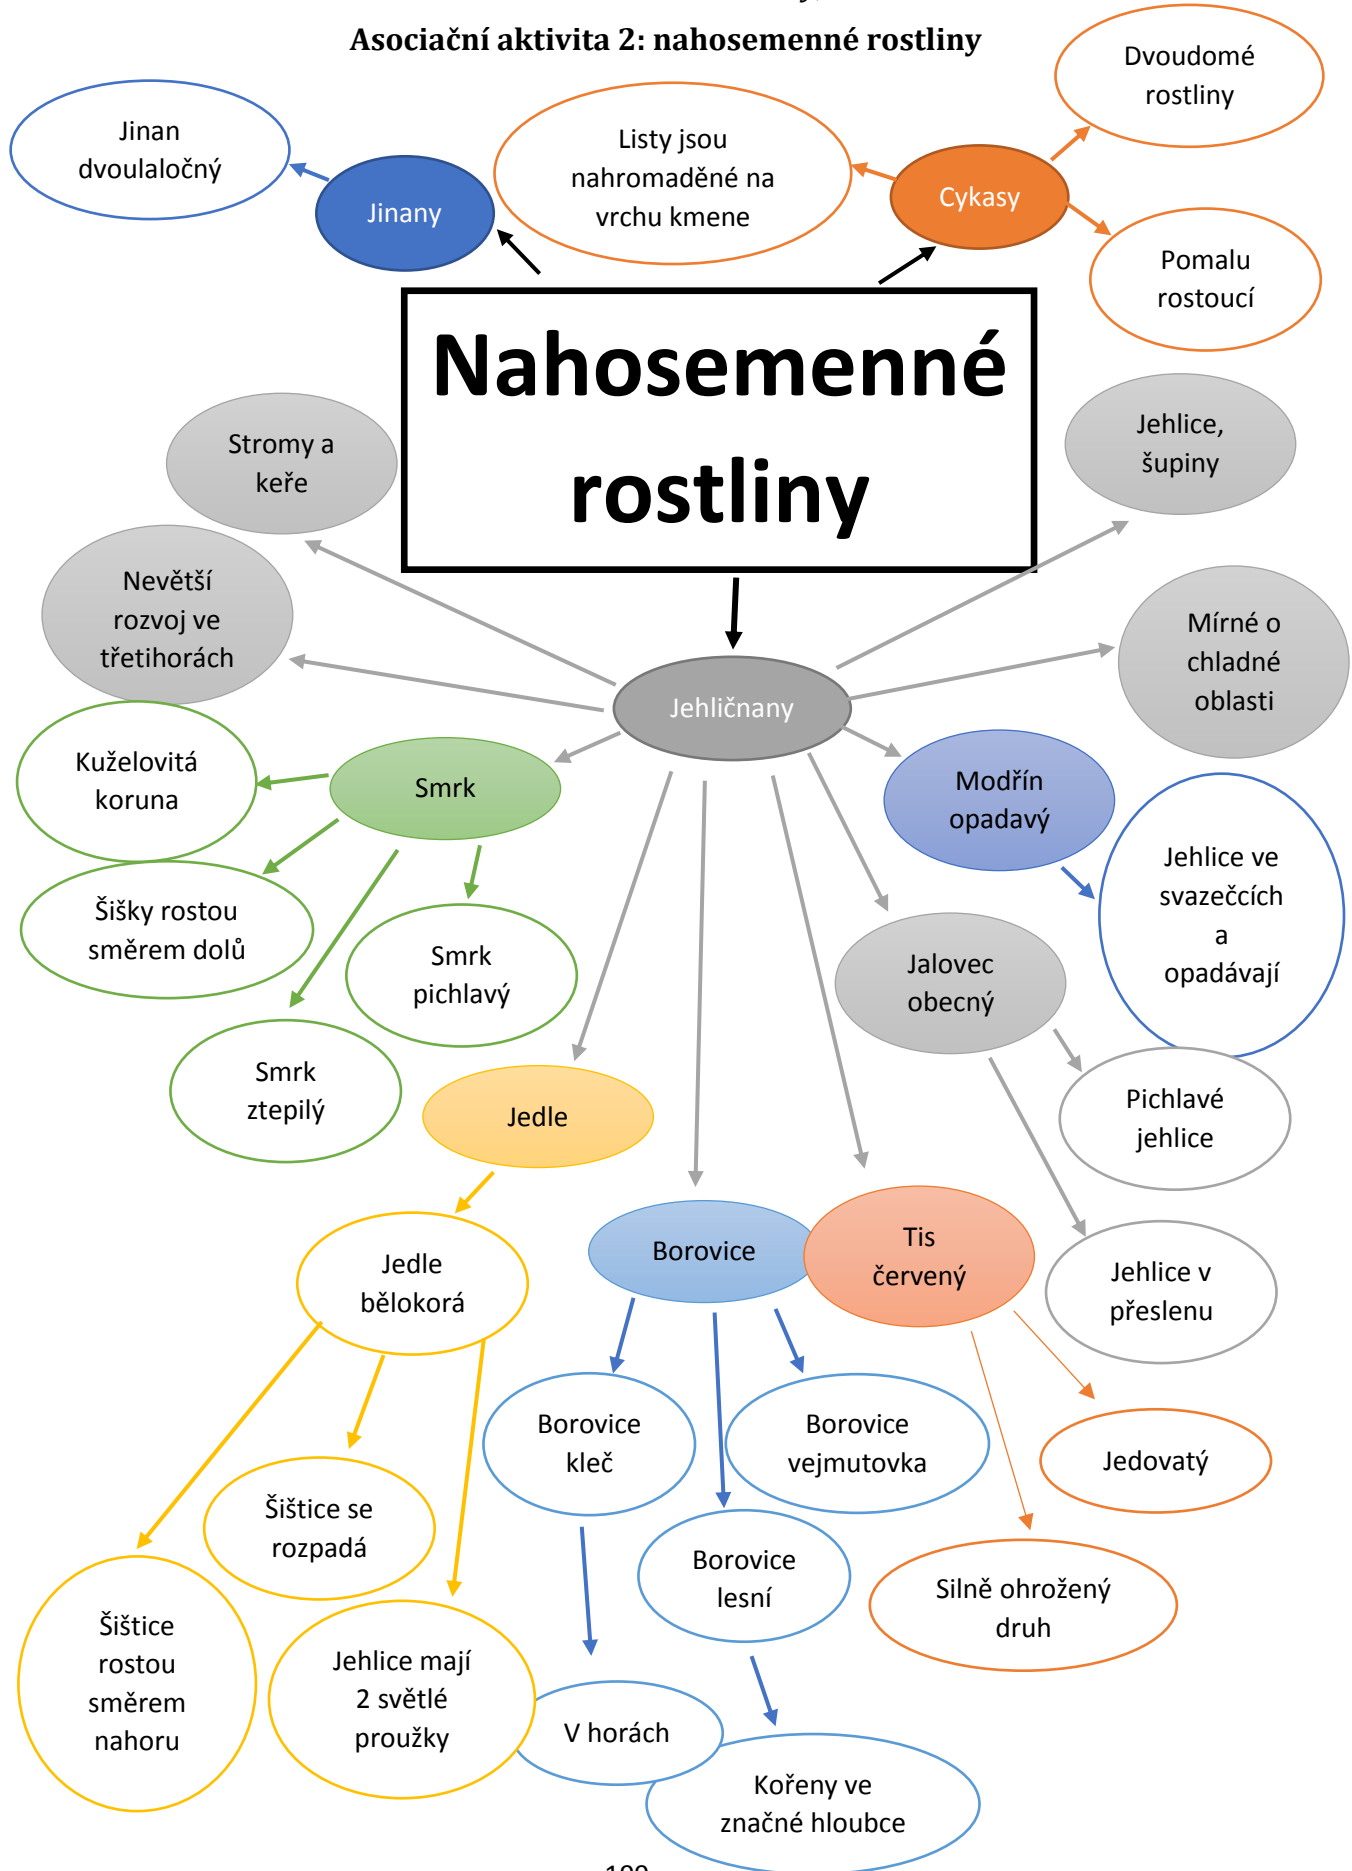 Asociační aktivita 2: nahosemenné rostliny
Dvoudomé
rostliny
Jinan
dvoulaločný
Listy jsou
nahromaděné na
vrchu kmene
Cykasy
Jinany
Pomalu
rostoucí
Nahosemenné
rostliny
Stromy a
keře
Jehlice,
šupiny
Nevětší
rozvoj ve
třetihorách
Mírné o
chladné
oblasti
Jehličnany
Kuželovitá
koruna
Smrk
Modřín
opadavý
Šišky rostou
směrem dolů
Smrk
pichlavý
Jehlice ve
svazečcích
a
opadávají
Jalovec
obecný
Smrk
ztepilý
Jedle
Pichlavé
jehlice
Borovice
Tis
červený
Jedle
bělokorá
Jehlice v
přeslenu
Borovice
kleč
Borovice
vejmutovka
Jedovatý
Šištice se
rozpadá
Borovice
lesní
Silně ohrožený
druh
Šištice
rostou
směrem
nahoru
Jehlice mají
2 světlé
proužky
V horách
Kořeny ve
značné hloubce